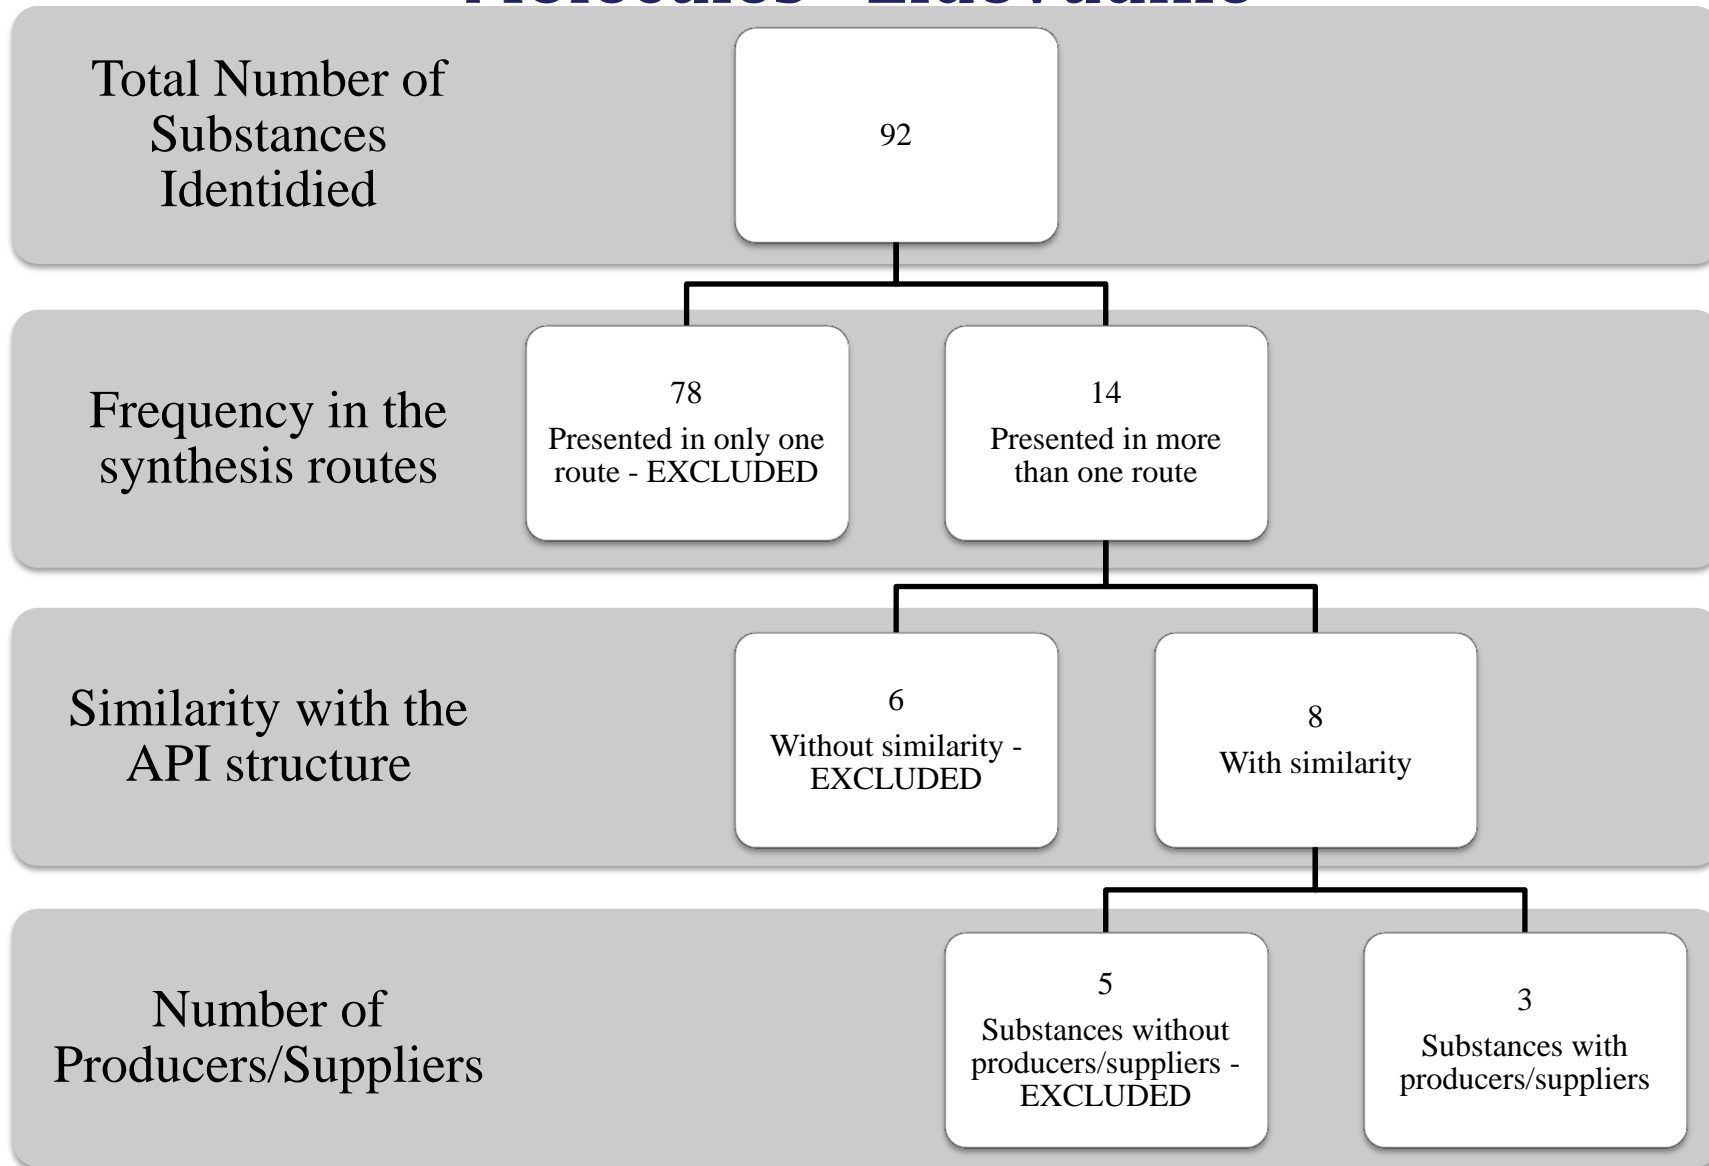 Total Number of
Substances
Identidied
92
Frequency in the
synthesis routes
78
Presented in only one
route - EXCLUDED
14
Presented in more
than one route
Similarity with the
API structure
6
Without similarity -
EXCLUDED
8
With similarity
Number of
Producers/Suppliers
5
Substances without
producers/suppliers -
EXCLUDED
3
Substances with
producers/suppliers